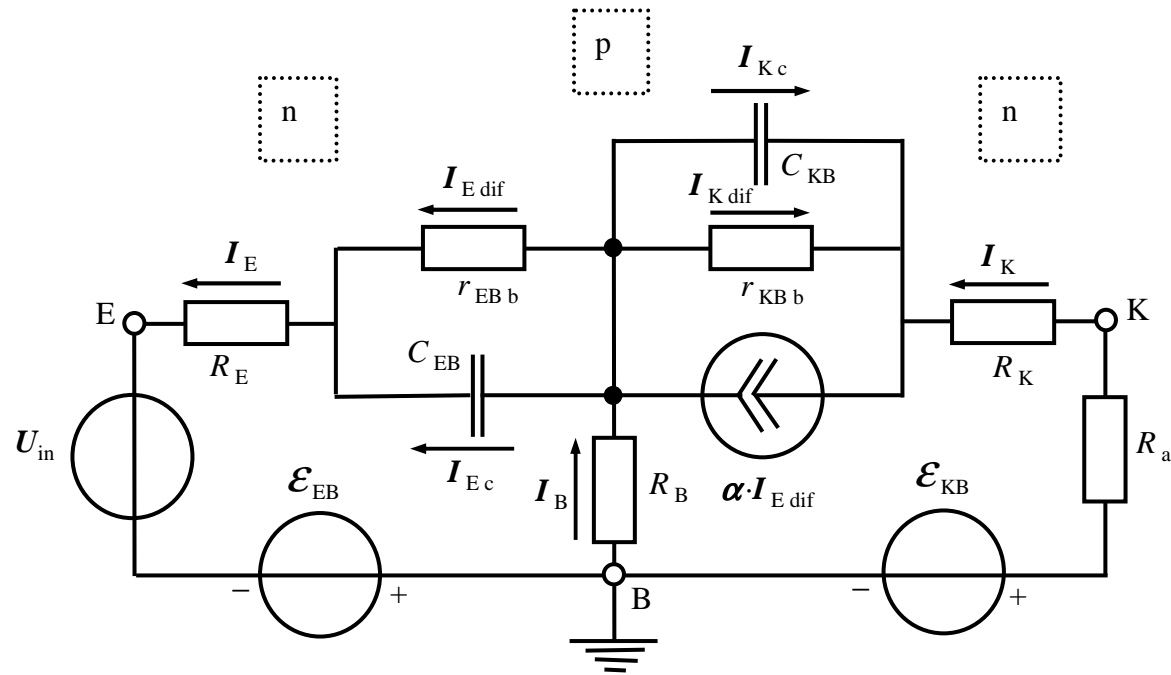 p
I K c
n
n
C KB
I E dif
I K dif
I E
r EB b
r KB b
I K
E
K
R E
C EB
R K
U in
R a
I E c
ε EB
I B
R B
α·I E dif
ε KB
− +
− +
B